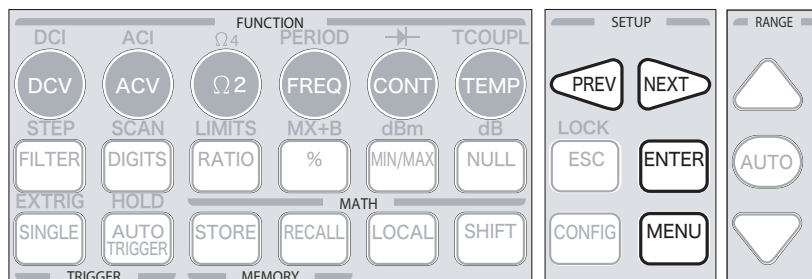 FUNCTION SETUP RANGE
DCI ACI Ω4 PERIOD TCOUPL
DCV ACV Ω2 FREQ CONT TEMP PREV NEXT
STEP SCAN LIMITS MX+B dBm dB LOCK
FILTER DIGITS RATIO % MIN/MAX NULL ESC ENTER AUTO
EXTRIG HOLD MATH
SINGLE AUTO TRIGGER STORE RECALL LOCAL SHIFT CONFIG MENU
TRIGGER MEMORY